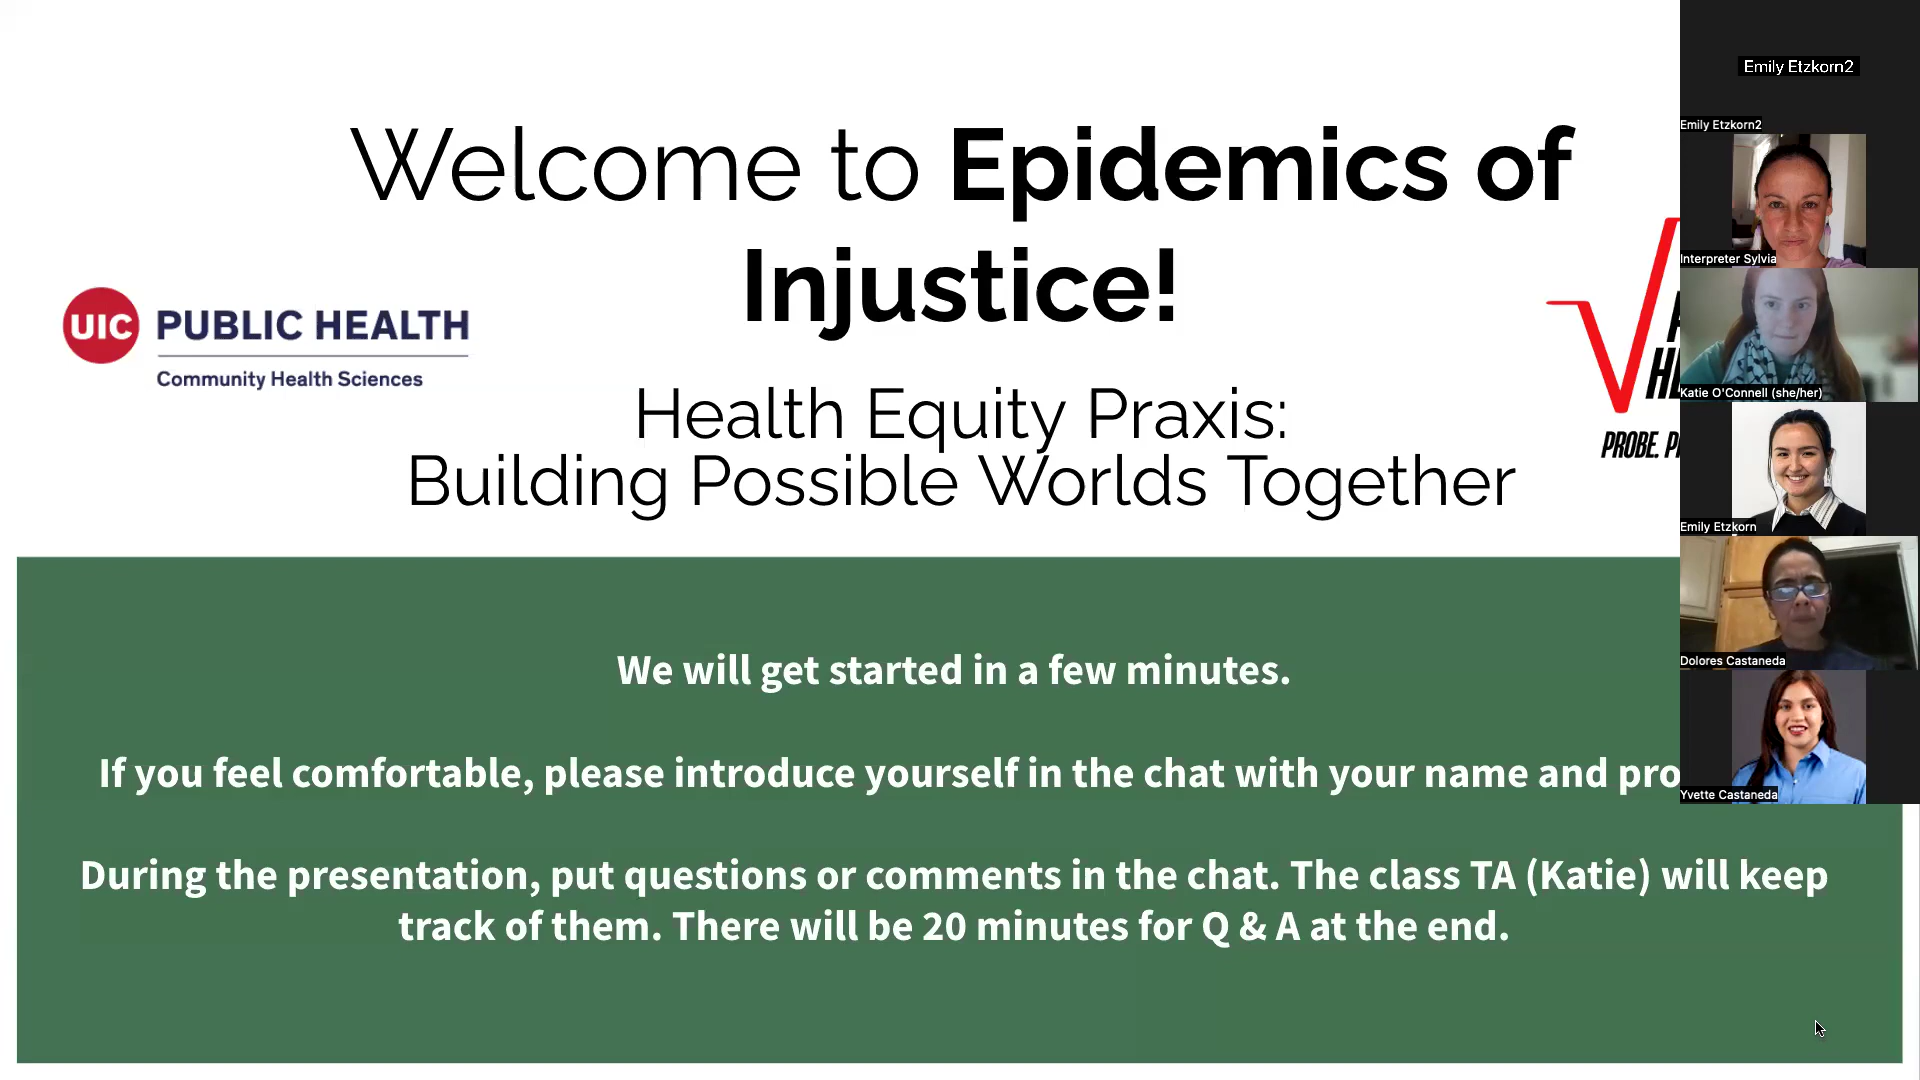 Welcome to Epidemics of
Injustice!
UIC PUBLIC HEALTH
Community Health Sciences
Health Equity Praxis:
Building Possible Worlds Together
PROBE.
We will get started in a few minutes.
If you feel comfortable, please introduce yourself in the chat with your name and
During the presentation, put questions or comments in the chat. The class TA (Katie) will keep
track of them. There will be 20 minutes for Q & A at the end.
Emily Etzkorn2
Emily Etzkorn2
Interpreter Sylvia
Katie O'Connell (she/her)
Emily Etzkorn
Dolores Castaneda
Yvette Castaneda